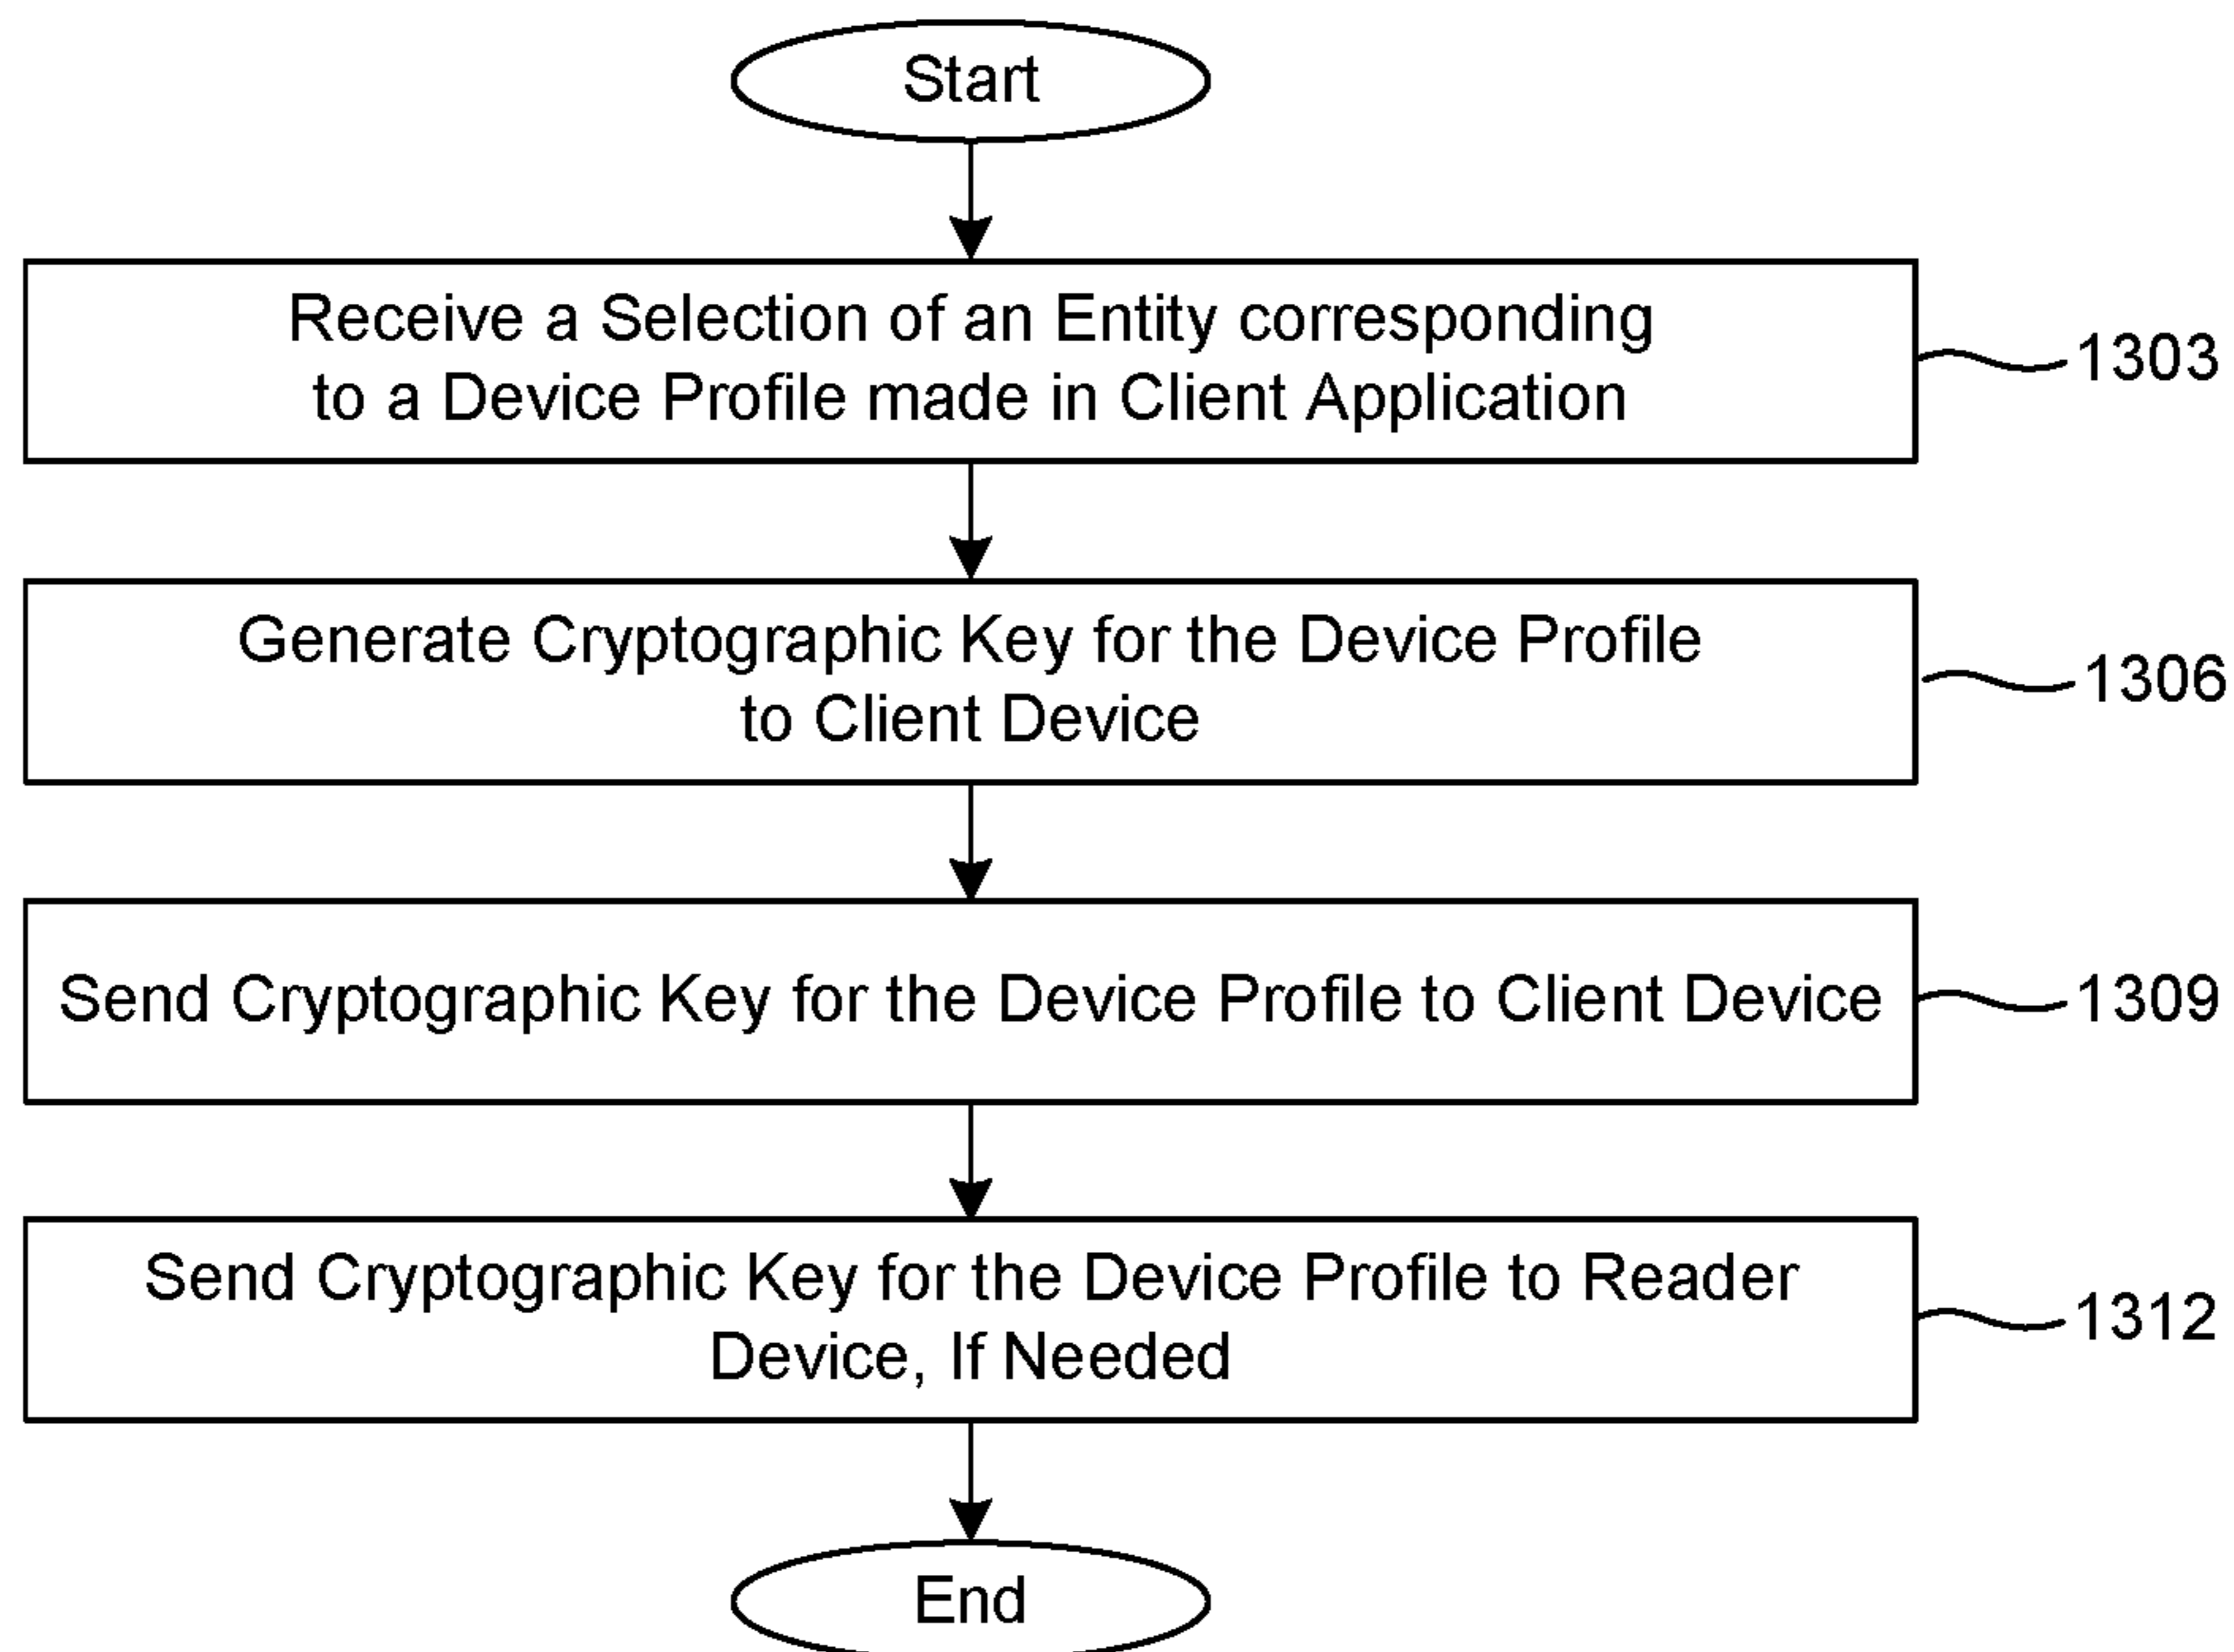 Start
Receive a Selection of an Entity corresponding
to a Device Profile made in Client Application
1303
Generate Cryptographic Key for the Device Profile
to Client Device
1306
Send Cryptographic Key for the Device Profile to Client Device
1309
Send Cryptographic Key for the Device Profile to Reader
Device, If Needed
1312
End